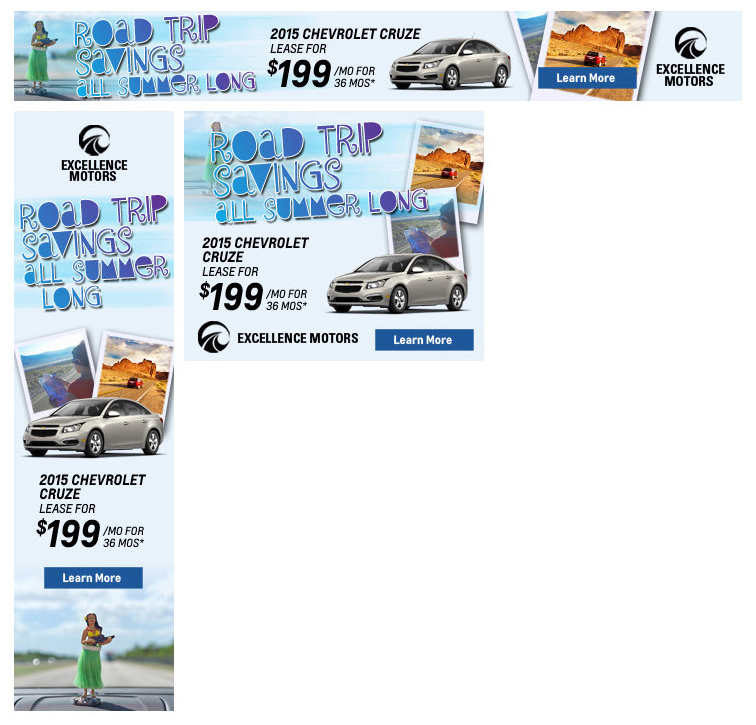 ROAD TRIP
SAVINGS
ALL SUMMER LONG
2015 CHEVROLET CRUZE
LEASE FOR
$199 /MO FOR
36 MOS*
Learn More
EXCELLENCE
MOTORS
EXCELLENCE
MOTORS
ROAD TRIP
SAVINGS
ALL SUMMER
LONG
2015 CHEVROLET
CRUZE
LEASE FOR
$199 /MO FOR
36 MOS*
Learn More
ROAD TRIP
SAVINGS
ALL SUMMER LONG
2015 CHEVROLET
CRUZE
LEASE FOR
$199 /MO FOR
36 MOS*
EXCELLENCE MOTORS
Learn More